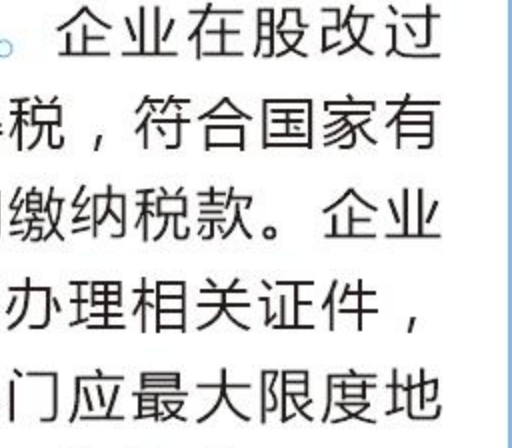 。企业在股改过
税，符合国家有
缴纳税款。企业
办理相关证件，
门应最大限度地